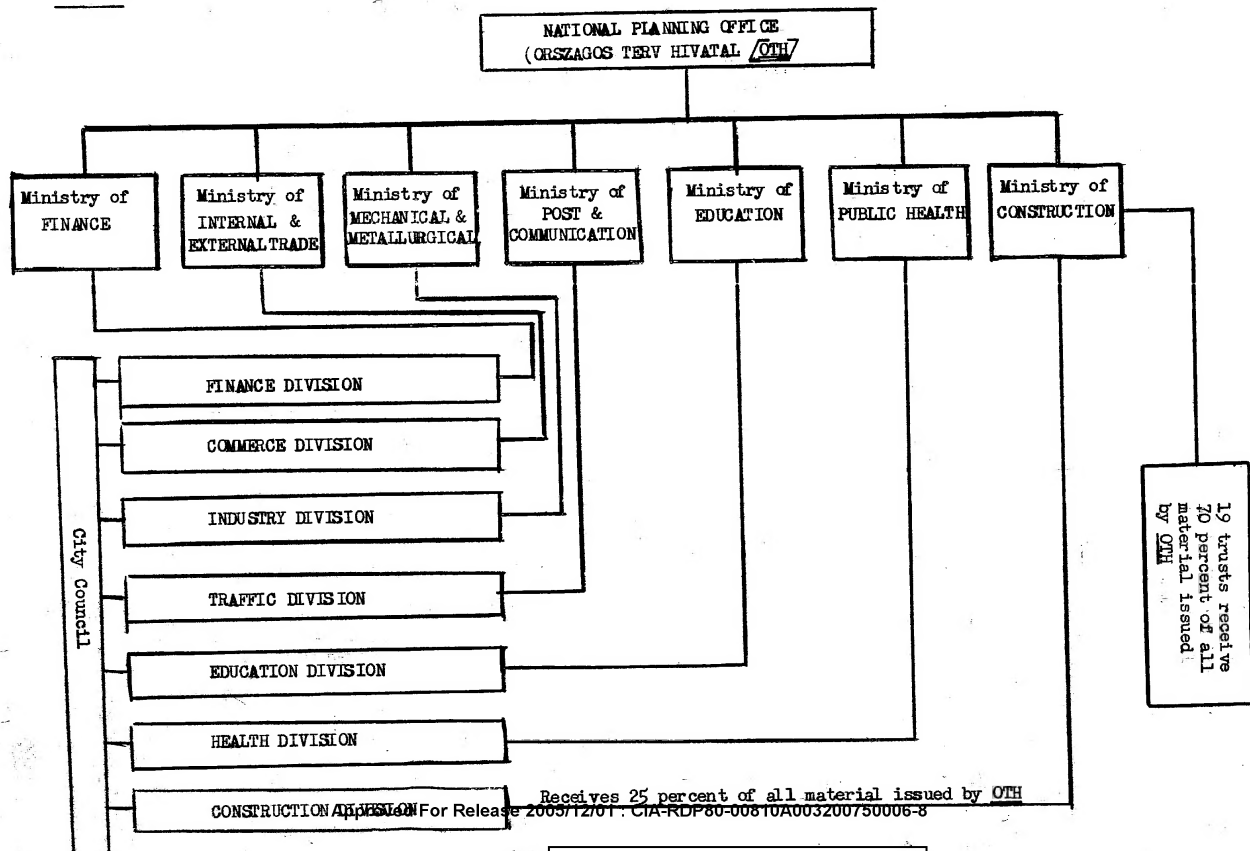 NATIONAL PLANNING OFFICE
(ORSZAGOS TERV HIVATAL /OTH/
Ministry of
FINANCE
Ministry of
INTERNAL &
EXTERNAL TRADE
Ministry of
MECHANICAL &
METALLURGICAL
Ministry of
POST &
COMMUNICATION
Ministry of
EDUCATION
Ministry of
PUBLIC HEALTH
Ministry of
CONSTRUCTION
City Council
FINANCE DIVISION
COMMERCE DIVISION
INDUSTRY DIVISION
TRAFFIC DIVISION
EDUCATION DIVISION
HEALTH DIVISION
CONSTRUCTION DIVISION
Receives 25 percent of all material issued by OTH
19 trusts receive
70 percent of all
material issued
by OTH
Approved For Release 2005/12/01 : CIA-RDP80-00810A003200750006-8